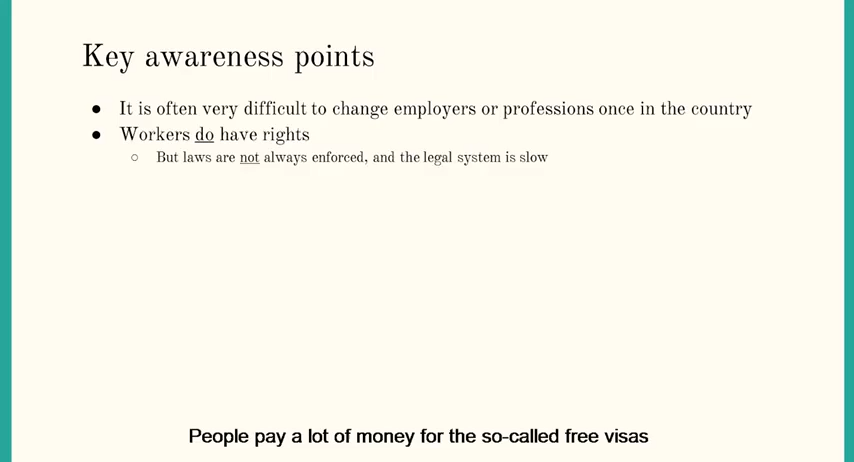 Key awareness points
● It is often very difficult to change employers or professions once in the country
● Workers do have rights
○ But laws are not always enforced, and the legal system is slow
People pay a lot of money for the so-called free visas